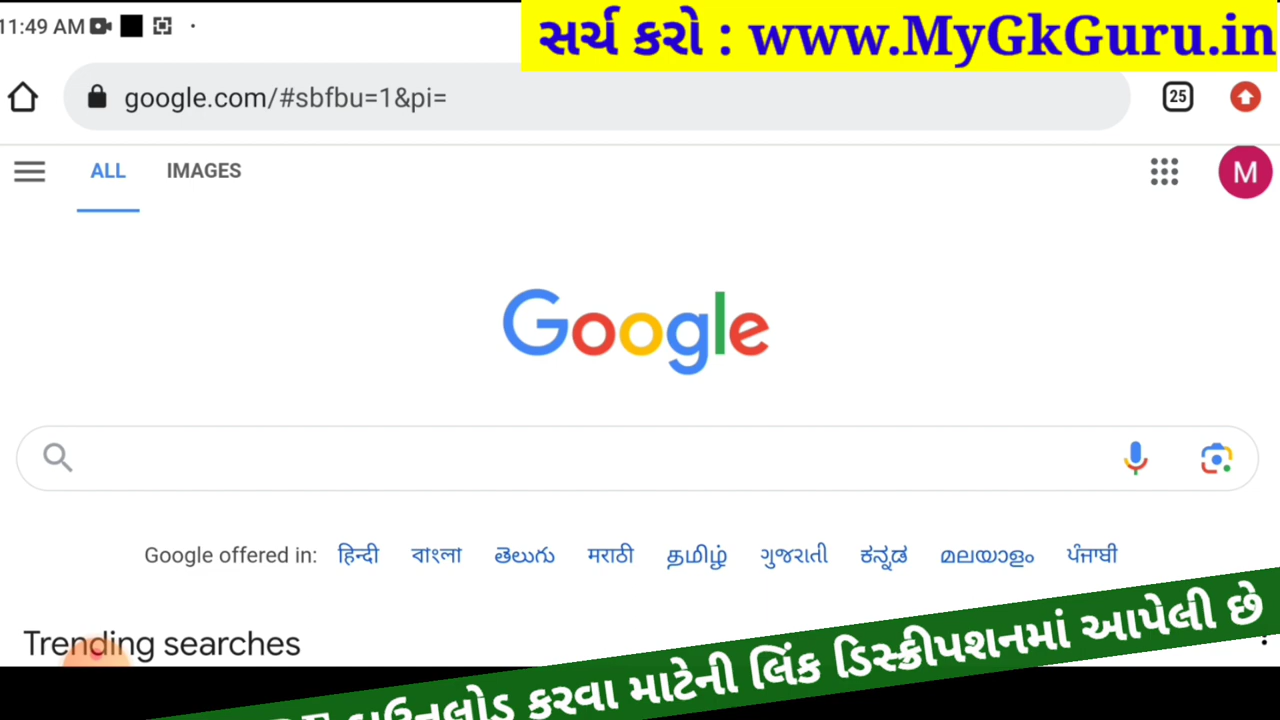 11:49 AM
સર્ચ કરો : www.MyGkGuru.in
google.com/#sbfbu=1&pi=
25
ALL IMAGES
M
Google
Google offered in: हिन्दी বাংলা తెలుగు मराठी தமிழ் ગુજરાતી ಕನ್ನಡ മലയാളം ਪੰਜਾਬੀ
Trending searches
કરવા માટેની લિંક ડિસ્ક્રીપશનમાં આપેલી છે